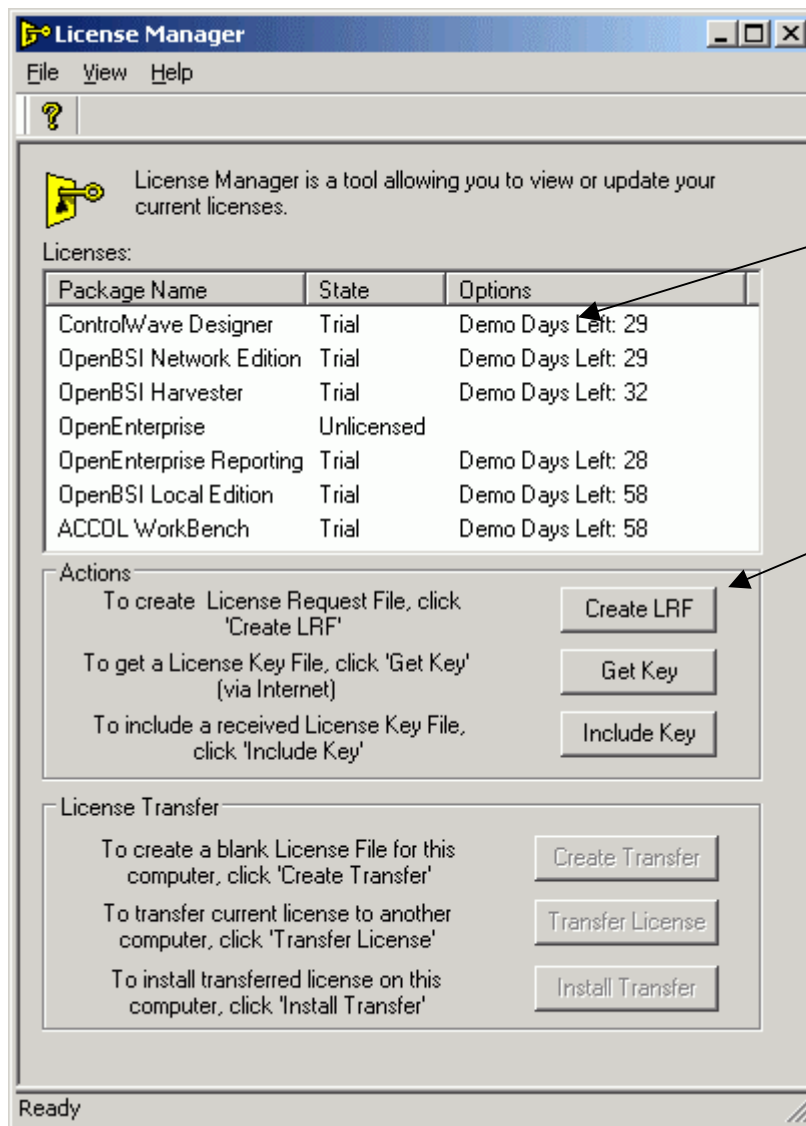 License Manager
File View Help
License Manager is a tool allowing you to view or update your
current licenses.
Licenses:
Package Name State Options
ControlWave Designer Trial Demo Days Left: 29
OpenBSI Network Edition Trial Demo Days Left: 29
OpenBSI Harvester Trial Demo Days Left: 32
OpenEnterprise Unlicensed
OpenEnterprise Reporting Trial Demo Days Left: 28
OpenBSI Local Edition Trial Demo Days Left: 58
ACCOL WorkBench Trial Demo Days Left: 58
Actions
To create License Request File, click
'Create LRF'
Create LRF
To get a License Key File, click 'Get Key'
(via Internet)
Get Key
To include a received License Key File,
click 'Include Key'
Include Key
License Transfer
To create a blank License File for this
computer, click 'Create Transfer'
Create Transfer
To transfer current license to another
computer, click 'Transfer License'
Transfer License
To install transferred license on this
computer, click 'Install Transfer'
Install Transfer
Ready